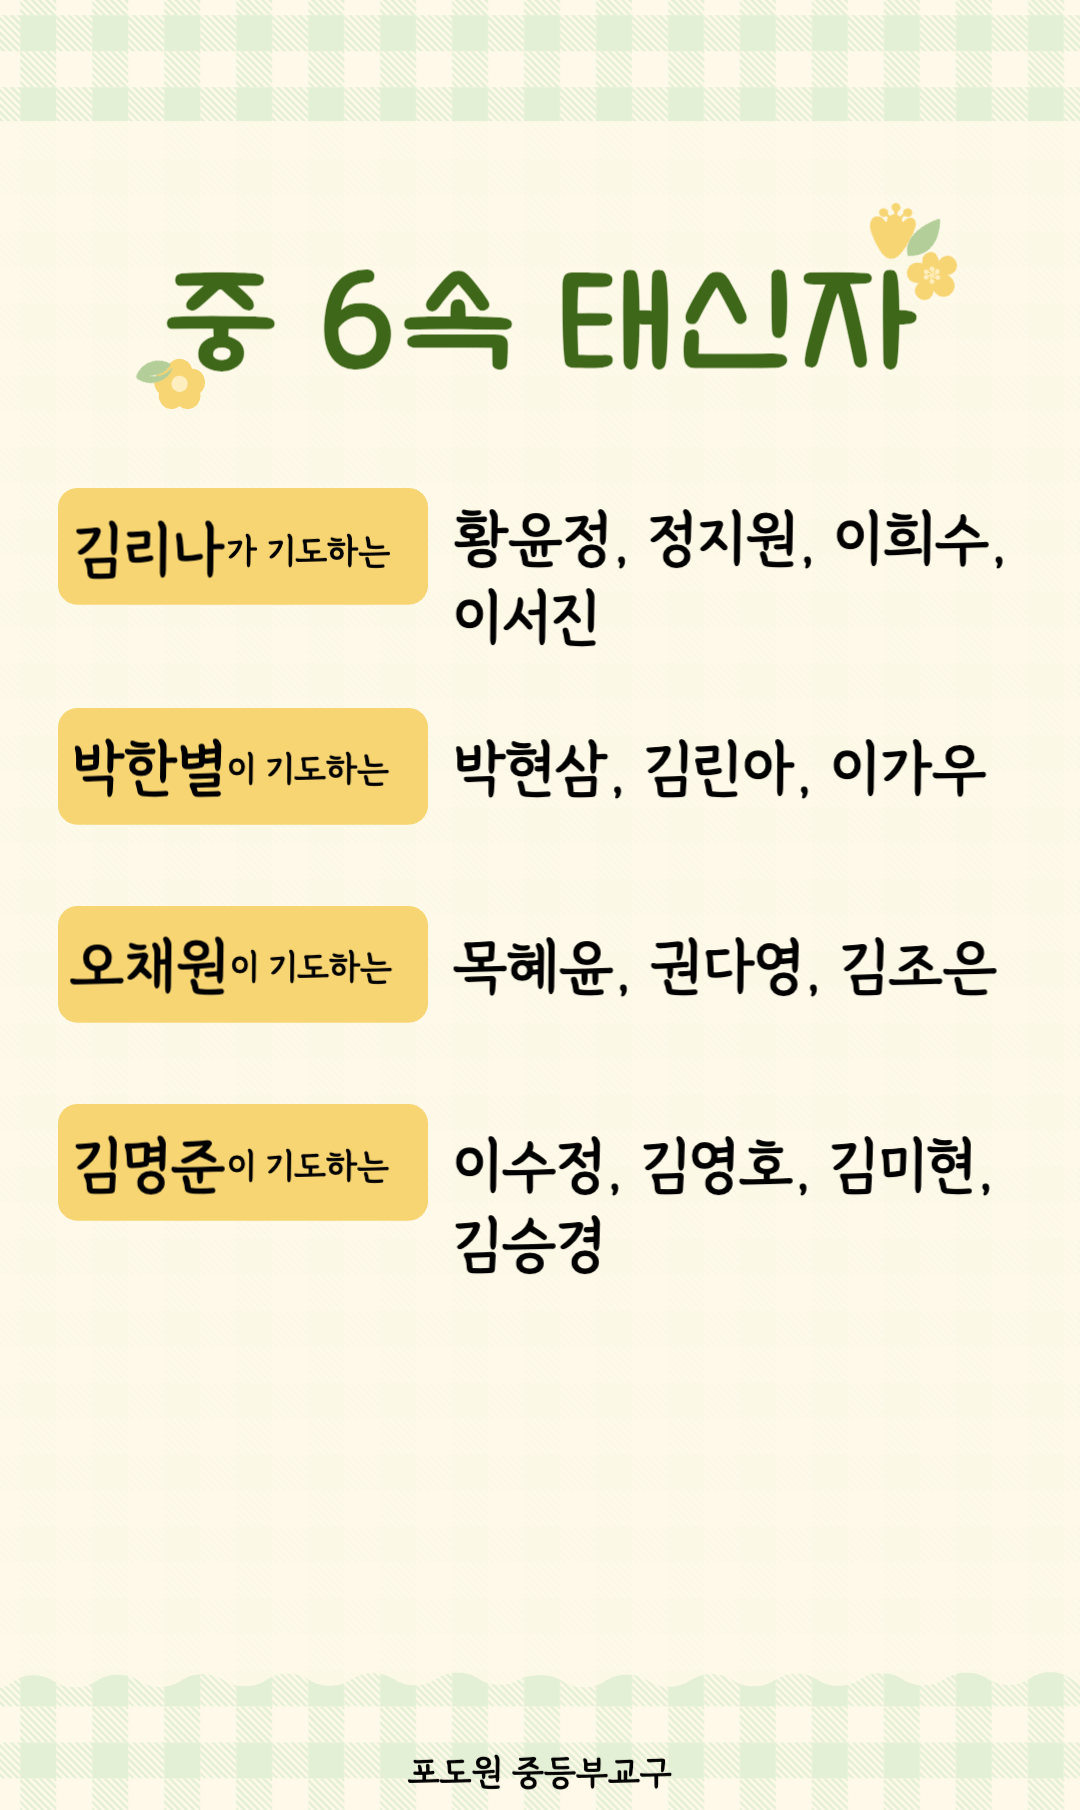 중 6속 태신자
김리나가 기도하는 황윤정, 정지원, 이희수,
이서진
박한별이 기도하는 박현삼, 김린아, 이가우
오채원이 기도하는 목혜윤, 권다영, 김조은
김명준이 기도하는 이수정, 김영호, 김미현,
김승경
포도원 중등부교구